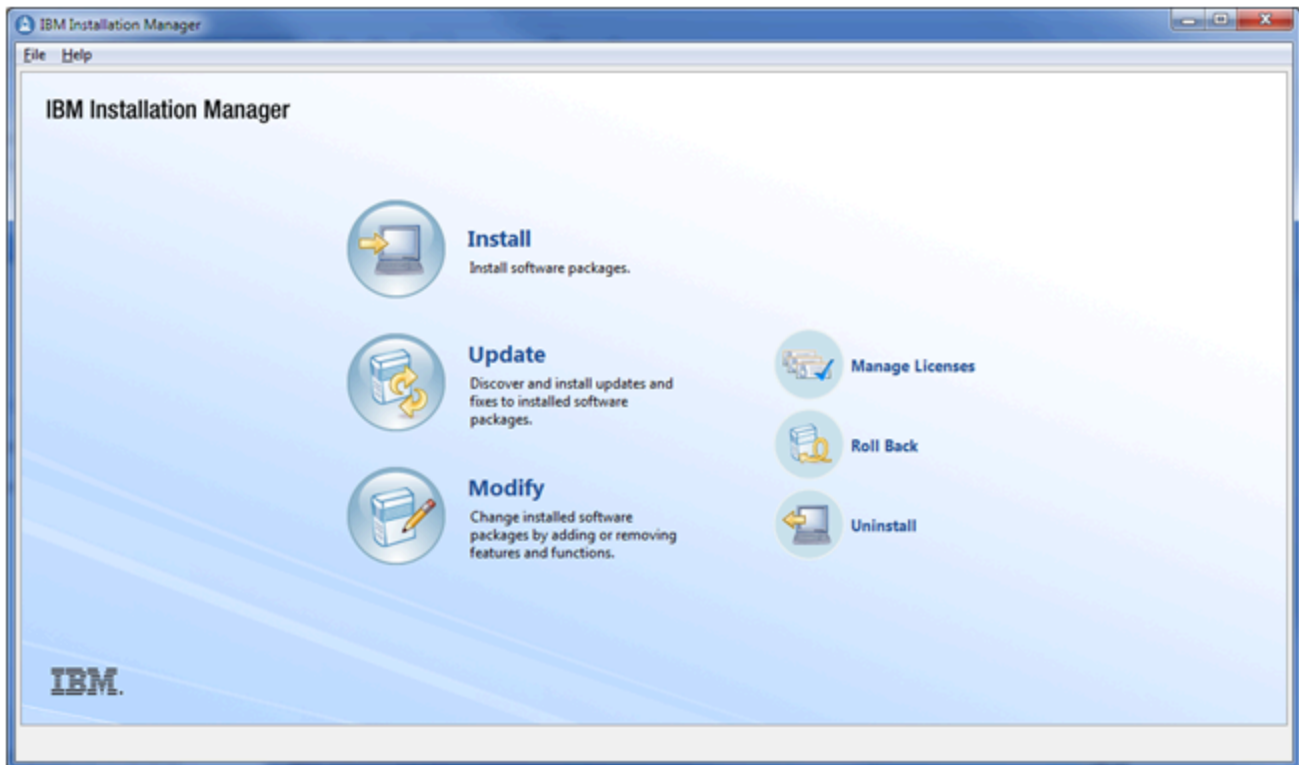 IBM Installation Manager
File Help
IBM Installation Manager
Install
Install software packages.
Update
Discover and install updates and
fixes to installed software
packages.
Modify
Change installed software
packages by adding or removing
features and functions.
Manage Licenses
Roll Back
Uninstall
IBM.